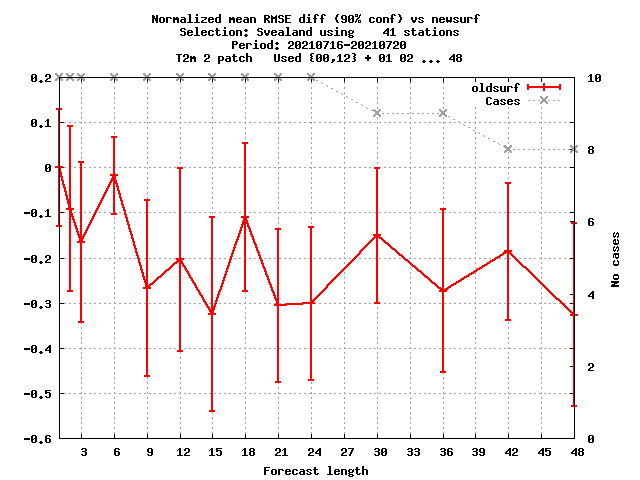 Normalized mean RMSE diff (90% conf) vs newsurf
Selection: Svealand using    41 stations
Period: 20210716-20210720
T2m 2 patch   Used {00,12} + 01 02 ... 48
oldsurf
Cases
0,2
0,1
0
-0,1
-0,2
-0,3
-0,4
-0,5
-0,6
10
8
6
4
2
0
No cases
3 6 9 12 15 18 21 24 27 30 33 36 39 42 45 48
Forecast length